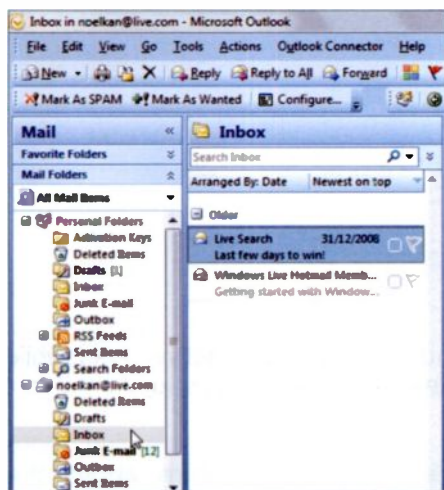 Inbox in noelkan@live.com - Microsoft Outlook
File Edit View Go Tools Actions Outlook Connector Help
New Reply Reply to All Forward
Mark As SPAM Mark As Wanted Configure...
Mail
Favorite Folders
Mail Folders
All Mail Items
Personal Folders
Activation Keys
Deleted Items
Drafts [1]
Inbox
Junk E-mail
Outbox
RSS Feeds
Sent Items
Search Folders
noelkan@live.com
Deleted Items
Drafts
Inbox
Junk E-mail [12]
Outbox
Sent Items
Inbox
Search Inbox
Arranged By: Date Newest on top
Older
Live Search 31/12/2008
Last few days to win!
Windows Live Hotmail Memb...
Getting started with Window...